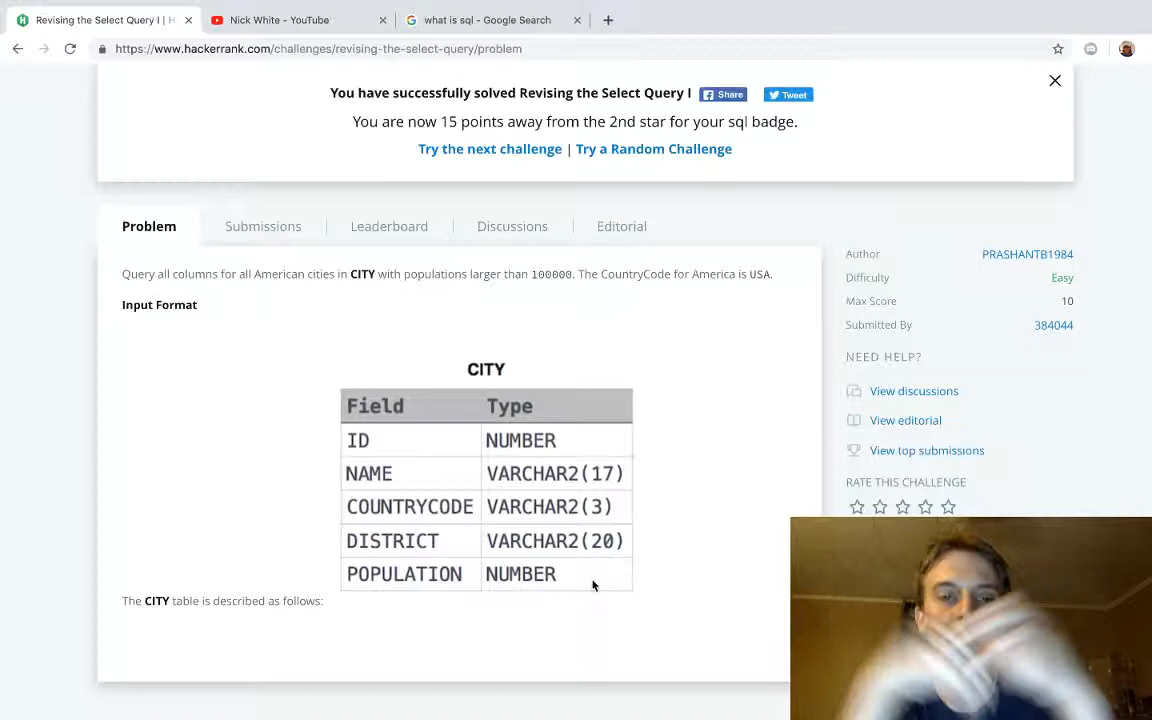 Revising the Select Query I | H
Nick White - YouTube
what is sql - Google Search
https://www.hackerrank.com/challenges/revising-the-select-query/problem
You have successfully solved Revising the Select Query I Share Tweet
You are now 15 points away from the 2nd star for your sql badge.
Try the next challenge | Try a Random Challenge
Problem Submissions Leaderboard Discussions Editorial
Query all columns for all American cities in CITY with populations larger than 100000. The CountryCode for America is USA.
Input Format
CITY
Field Type
ID NUMBER
NAME VARCHAR2(17)
COUNTRYCODE VARCHAR2(3)
DISTRICT VARCHAR2(20)
POPULATION NUMBER
The CITY table is described as follows:
Author PRASHANTB1984
Difficulty Easy
Max Score 10
Submitted By 384044
NEED HELP?
View discussions
View editorial
View top submissions
RATE THIS CHALLENGE